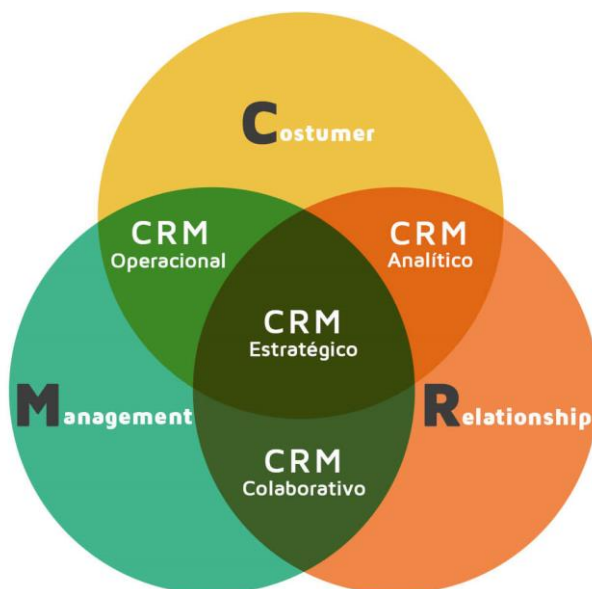 Costumer
CRM
Operacional
CRM
Analítico
CRM
Estratégico
Management
Relationship
CRM
Colaborativo